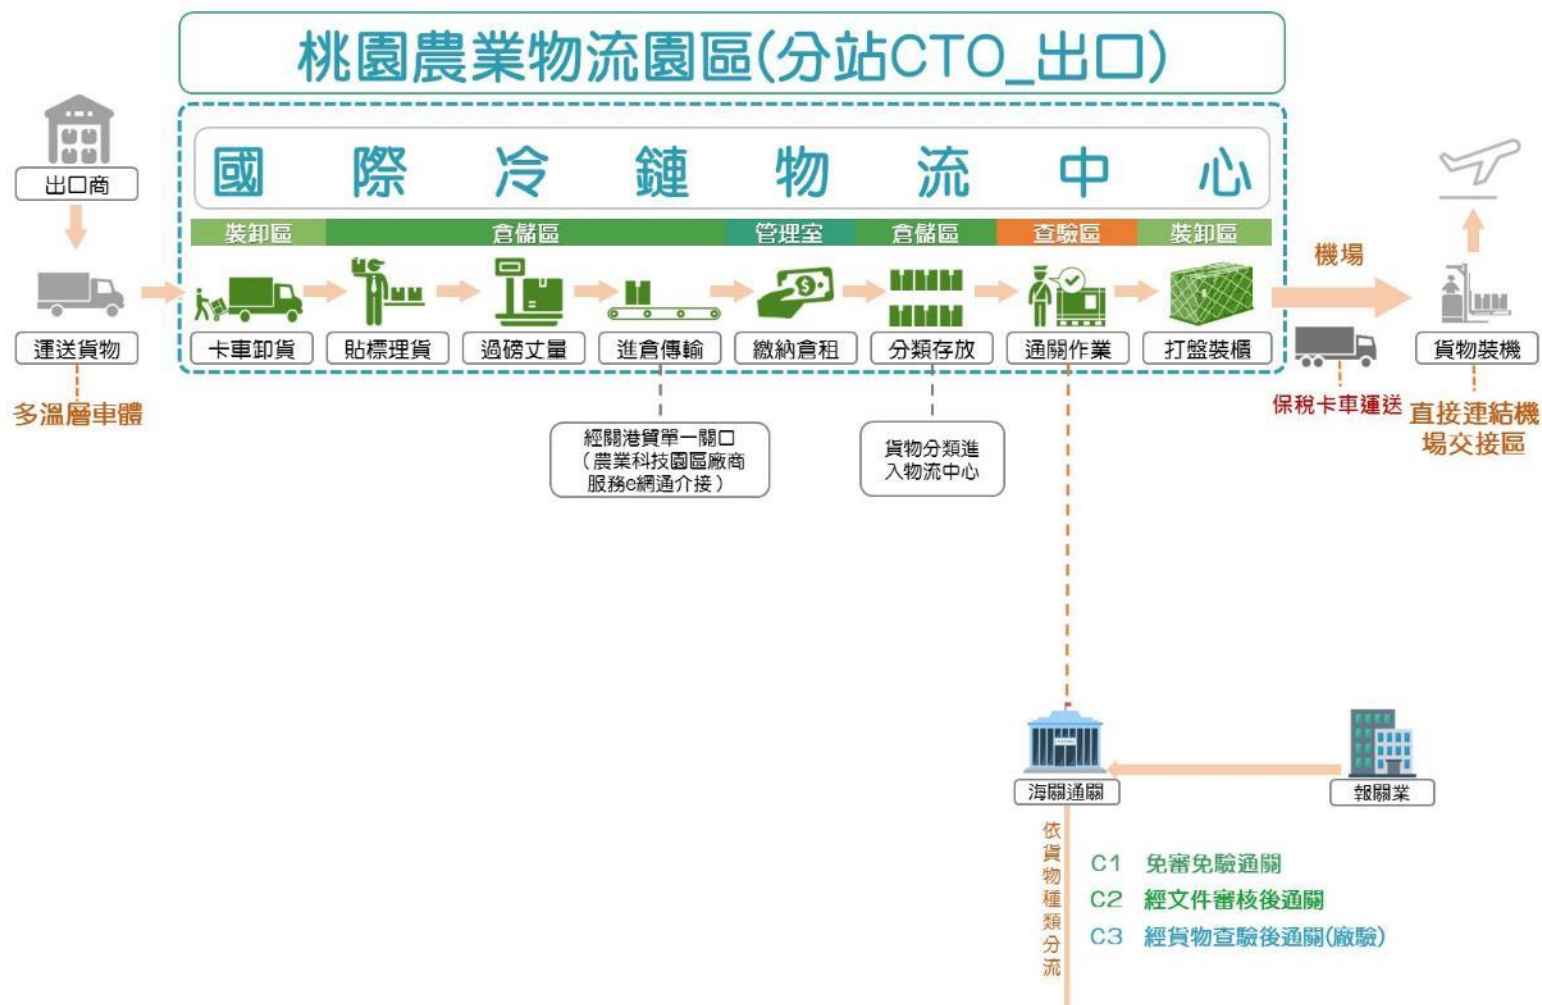 桃園農業物流園區(分站CTO_出口)
國際冷鏈物流中心
出口商
裝卸區
倉儲區
管理室
倉儲區
查驗區
裝卸區
機場
運送貨物
卡車卸貨
貼標理貨
過磅丈量
進倉傳輸
繳納倉租
分類存放
通關作業
打盤裝櫃
貨物裝機
多溫層車體
保稅卡車運送
直接連結機
場交接區
經關港貿單一關口
(農業科技園區廠商
服務e網通介接)
貨物分類進
入物流中心
海關通關
報關業
依貨物種類分流
C1 免審免驗通關
C2 經文件審核後通關
C3 經貨物查驗後通關(廠驗)